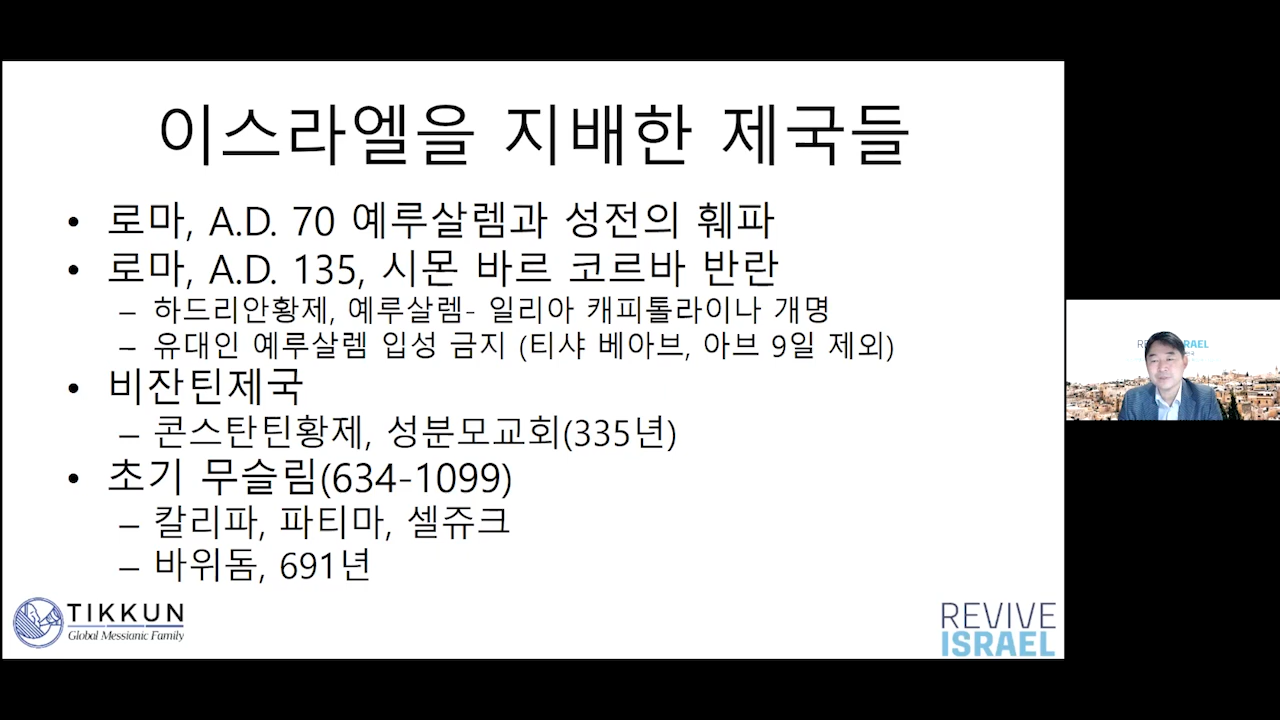 이스라엘을 지배한 제국들
• 로마, A.D. 70 예루살렘과 성전의 훼파
• 로마, A.D. 135, 시몬 바르 코르바 반란
– 하드리안황제, 예루살렘- 일리아 캐피톨라이나 개명
– 유대인 예루살렘 입성 금지 (티샤 베아브, 아브 9일 제외)
• 비잔틴제국
– 콘스탄틴황제, 성분모교회(335년)
• 초기 무슬림(634-1099)
– 칼리파, 파티마, 셀쥬크
– 바위돔, 691년
TIKKUN
Global Messianic Family
REVIVE
ISRAEL